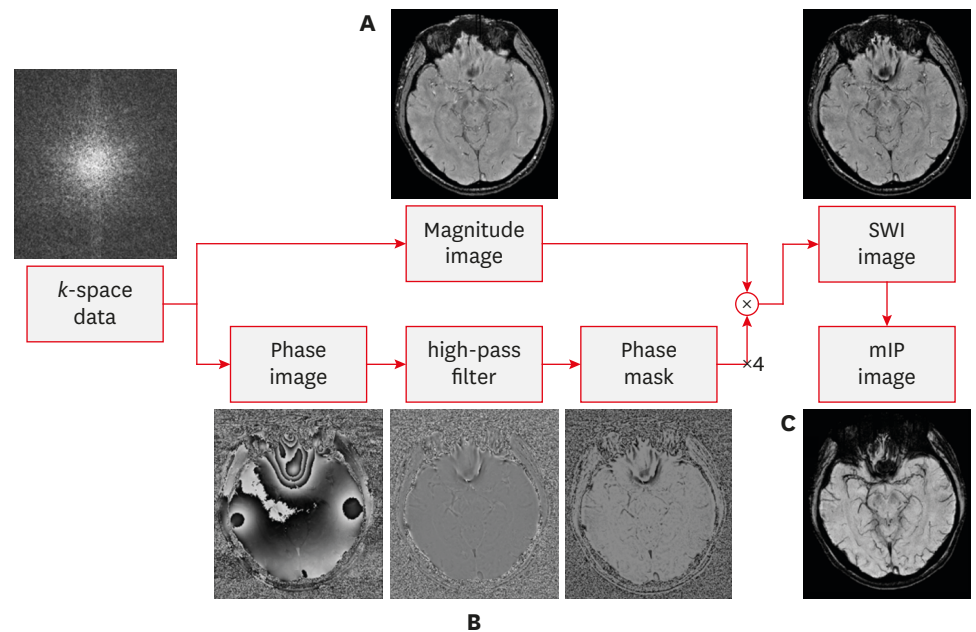 A
k-space
data
Magnitude
image
Phase
image
high-pass
filter
Phase
mask
×
×4
SWI
image
mIP
image
B
C